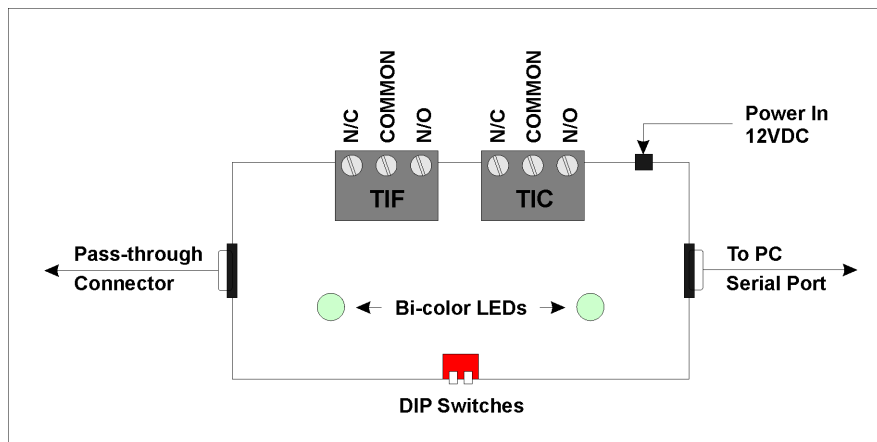 N/C
COMMON
N/O
N/C
COMMON
N/O
Power In
12VDC
TIF
TIC
Pass-through
Connector
To PC
Serial Port
Bi-color LEDs
DIP Switches